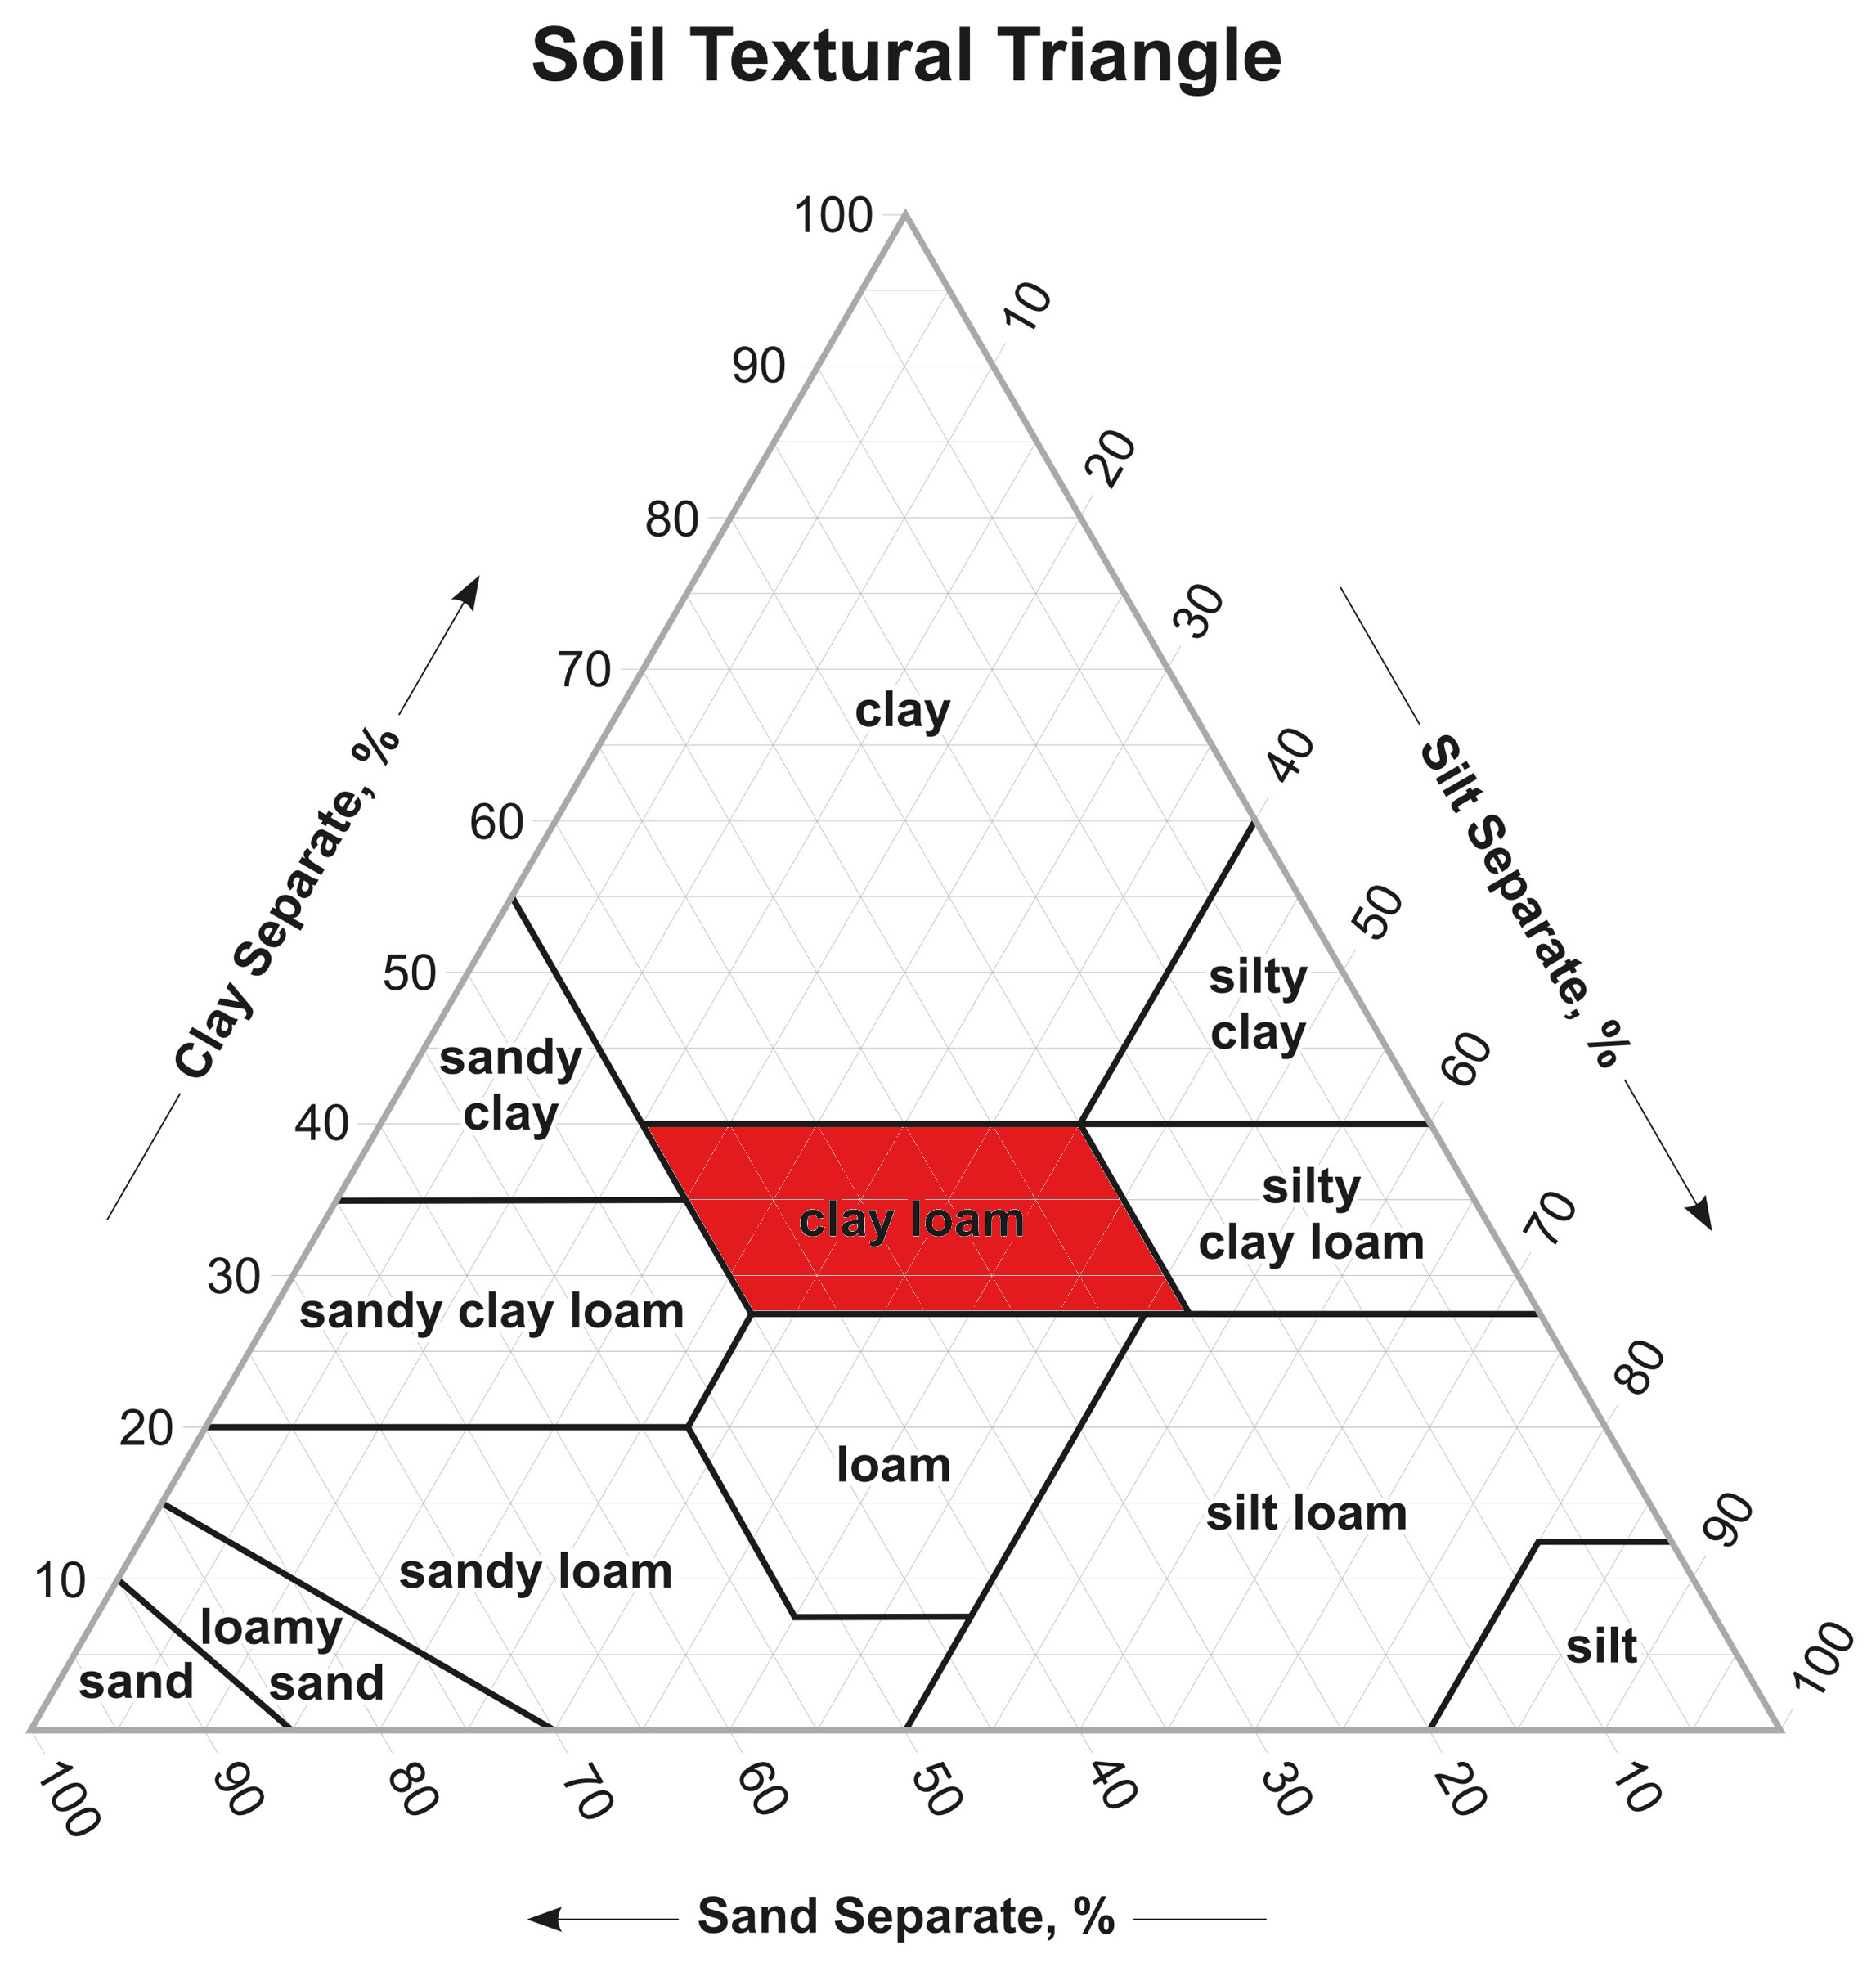 Soil Textural Triangle
100
90
80
70
60
50
40
30
20
10
Clay Separate, %
10
20
30
40
50
60
70
80
90
100
Silt Separate, %
clay
silty
clay
sandy
clay
clay loam
silty
clay loam
sandy clay loam
loam
silt loam
sandy loam
loamy
sand
sand
silt
100
90
80
70
60
50
40
30
20
10
Sand Separate, %